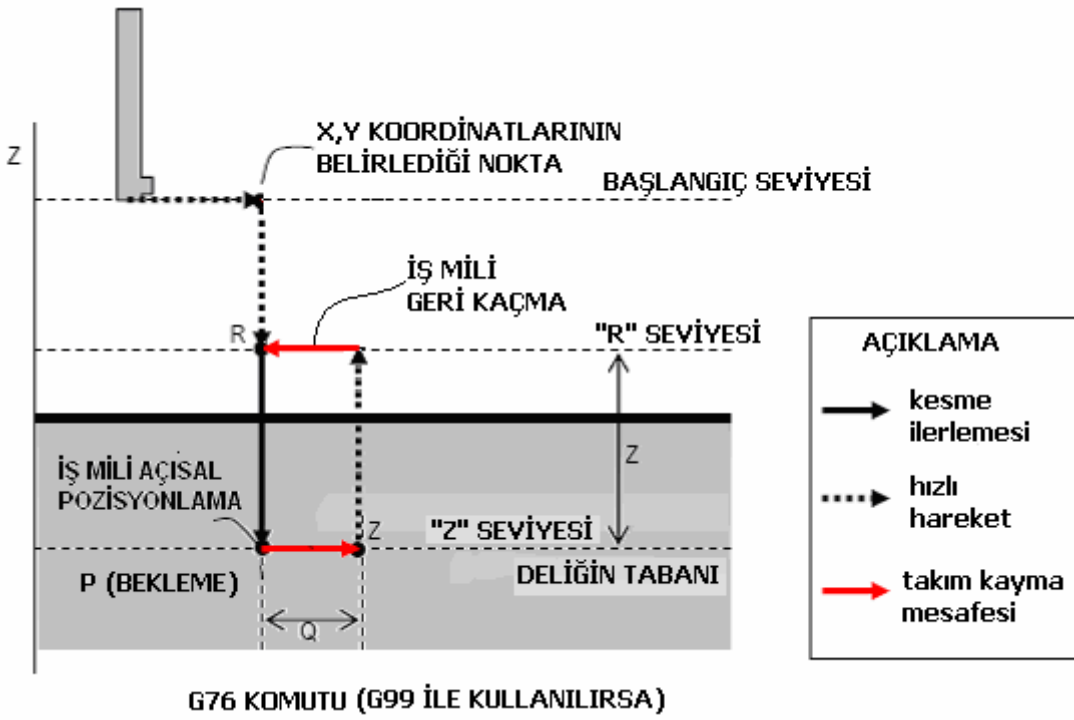 X,Y KOORDİNATLARININ
BELİRLEDİĞİ NOKTA
Z
BAŞLANGIÇ SEVİYESİ
İŞ MİLİ
GERİ KAÇMA
R
"R" SEVİYESİ
AÇIKLAMA
kesme
ilerlemesi
hızlı
hareket
takım kayma
mesafesi
Z
İŞ MİLİ AÇISAL
POZİSYONLAMA
Z
"Z" SEVİYESİ
P (BEKLEME)
DELİĞİN TABANI
Q
G76 KOMUTU (G99 İLE KULLANILIRSA)